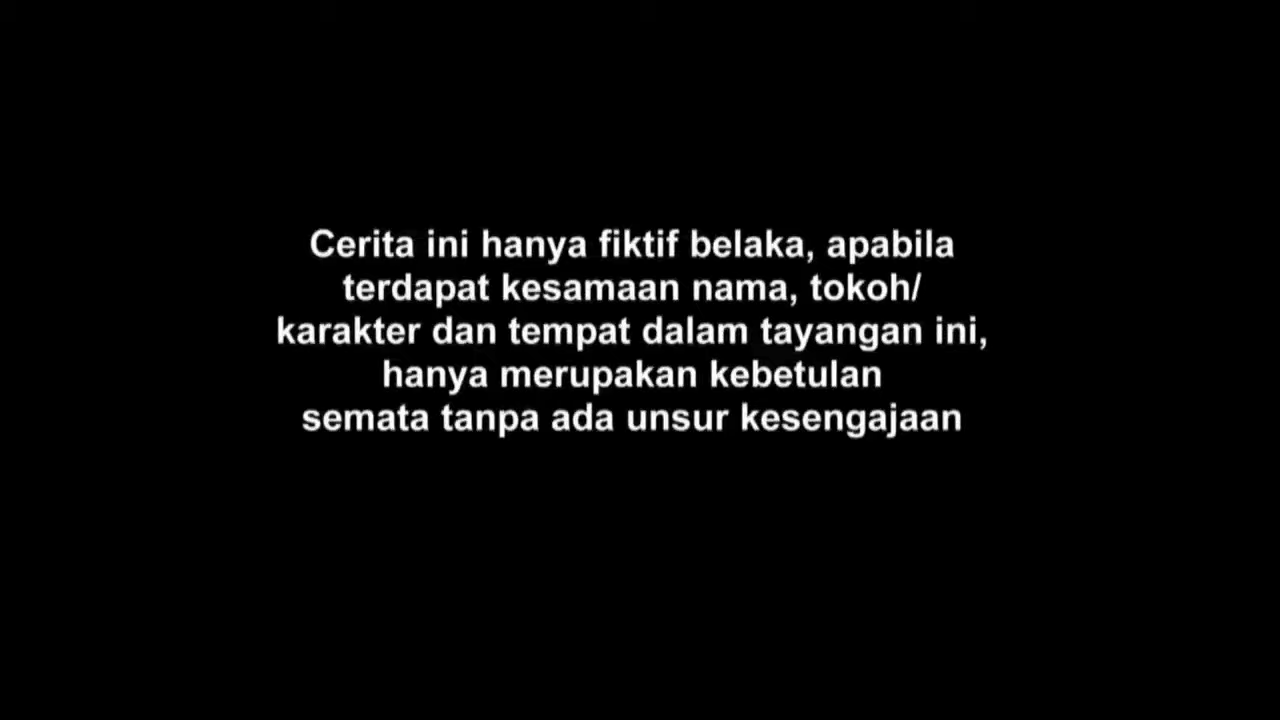 Cerita ini hanya fiktif belaka, apabila
terdapat kesamaan nama, tokoh/
karakter dan tempat dalam tayangan ini,
hanya merupakan kebetulan
semata tanpa ada unsur kesengajaan